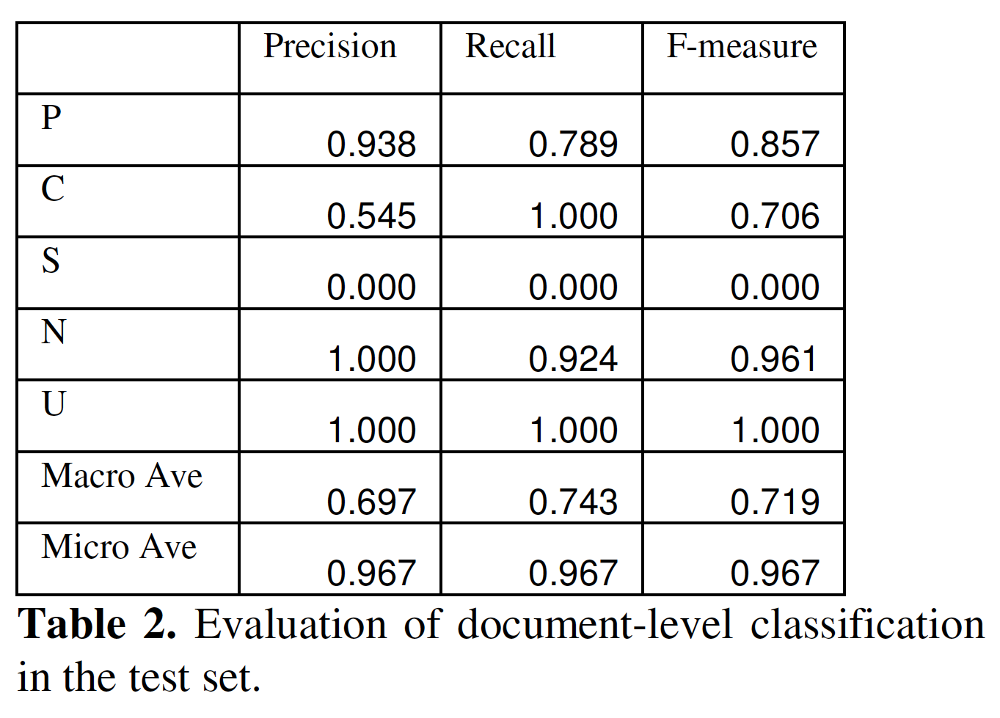 Precision Recall F-measure
P 0.938 0.789 0.857
C 0.545 1.000 0.706
S 0.000 0.000 0.000
N 1.000 0.924 0.961
U 1.000 1.000 1.000
Macro Ave 0.697 0.743 0.719
Micro Ave 0.967 0.967 0.967
Table 2. Evaluation of document-level classification
in the test set.